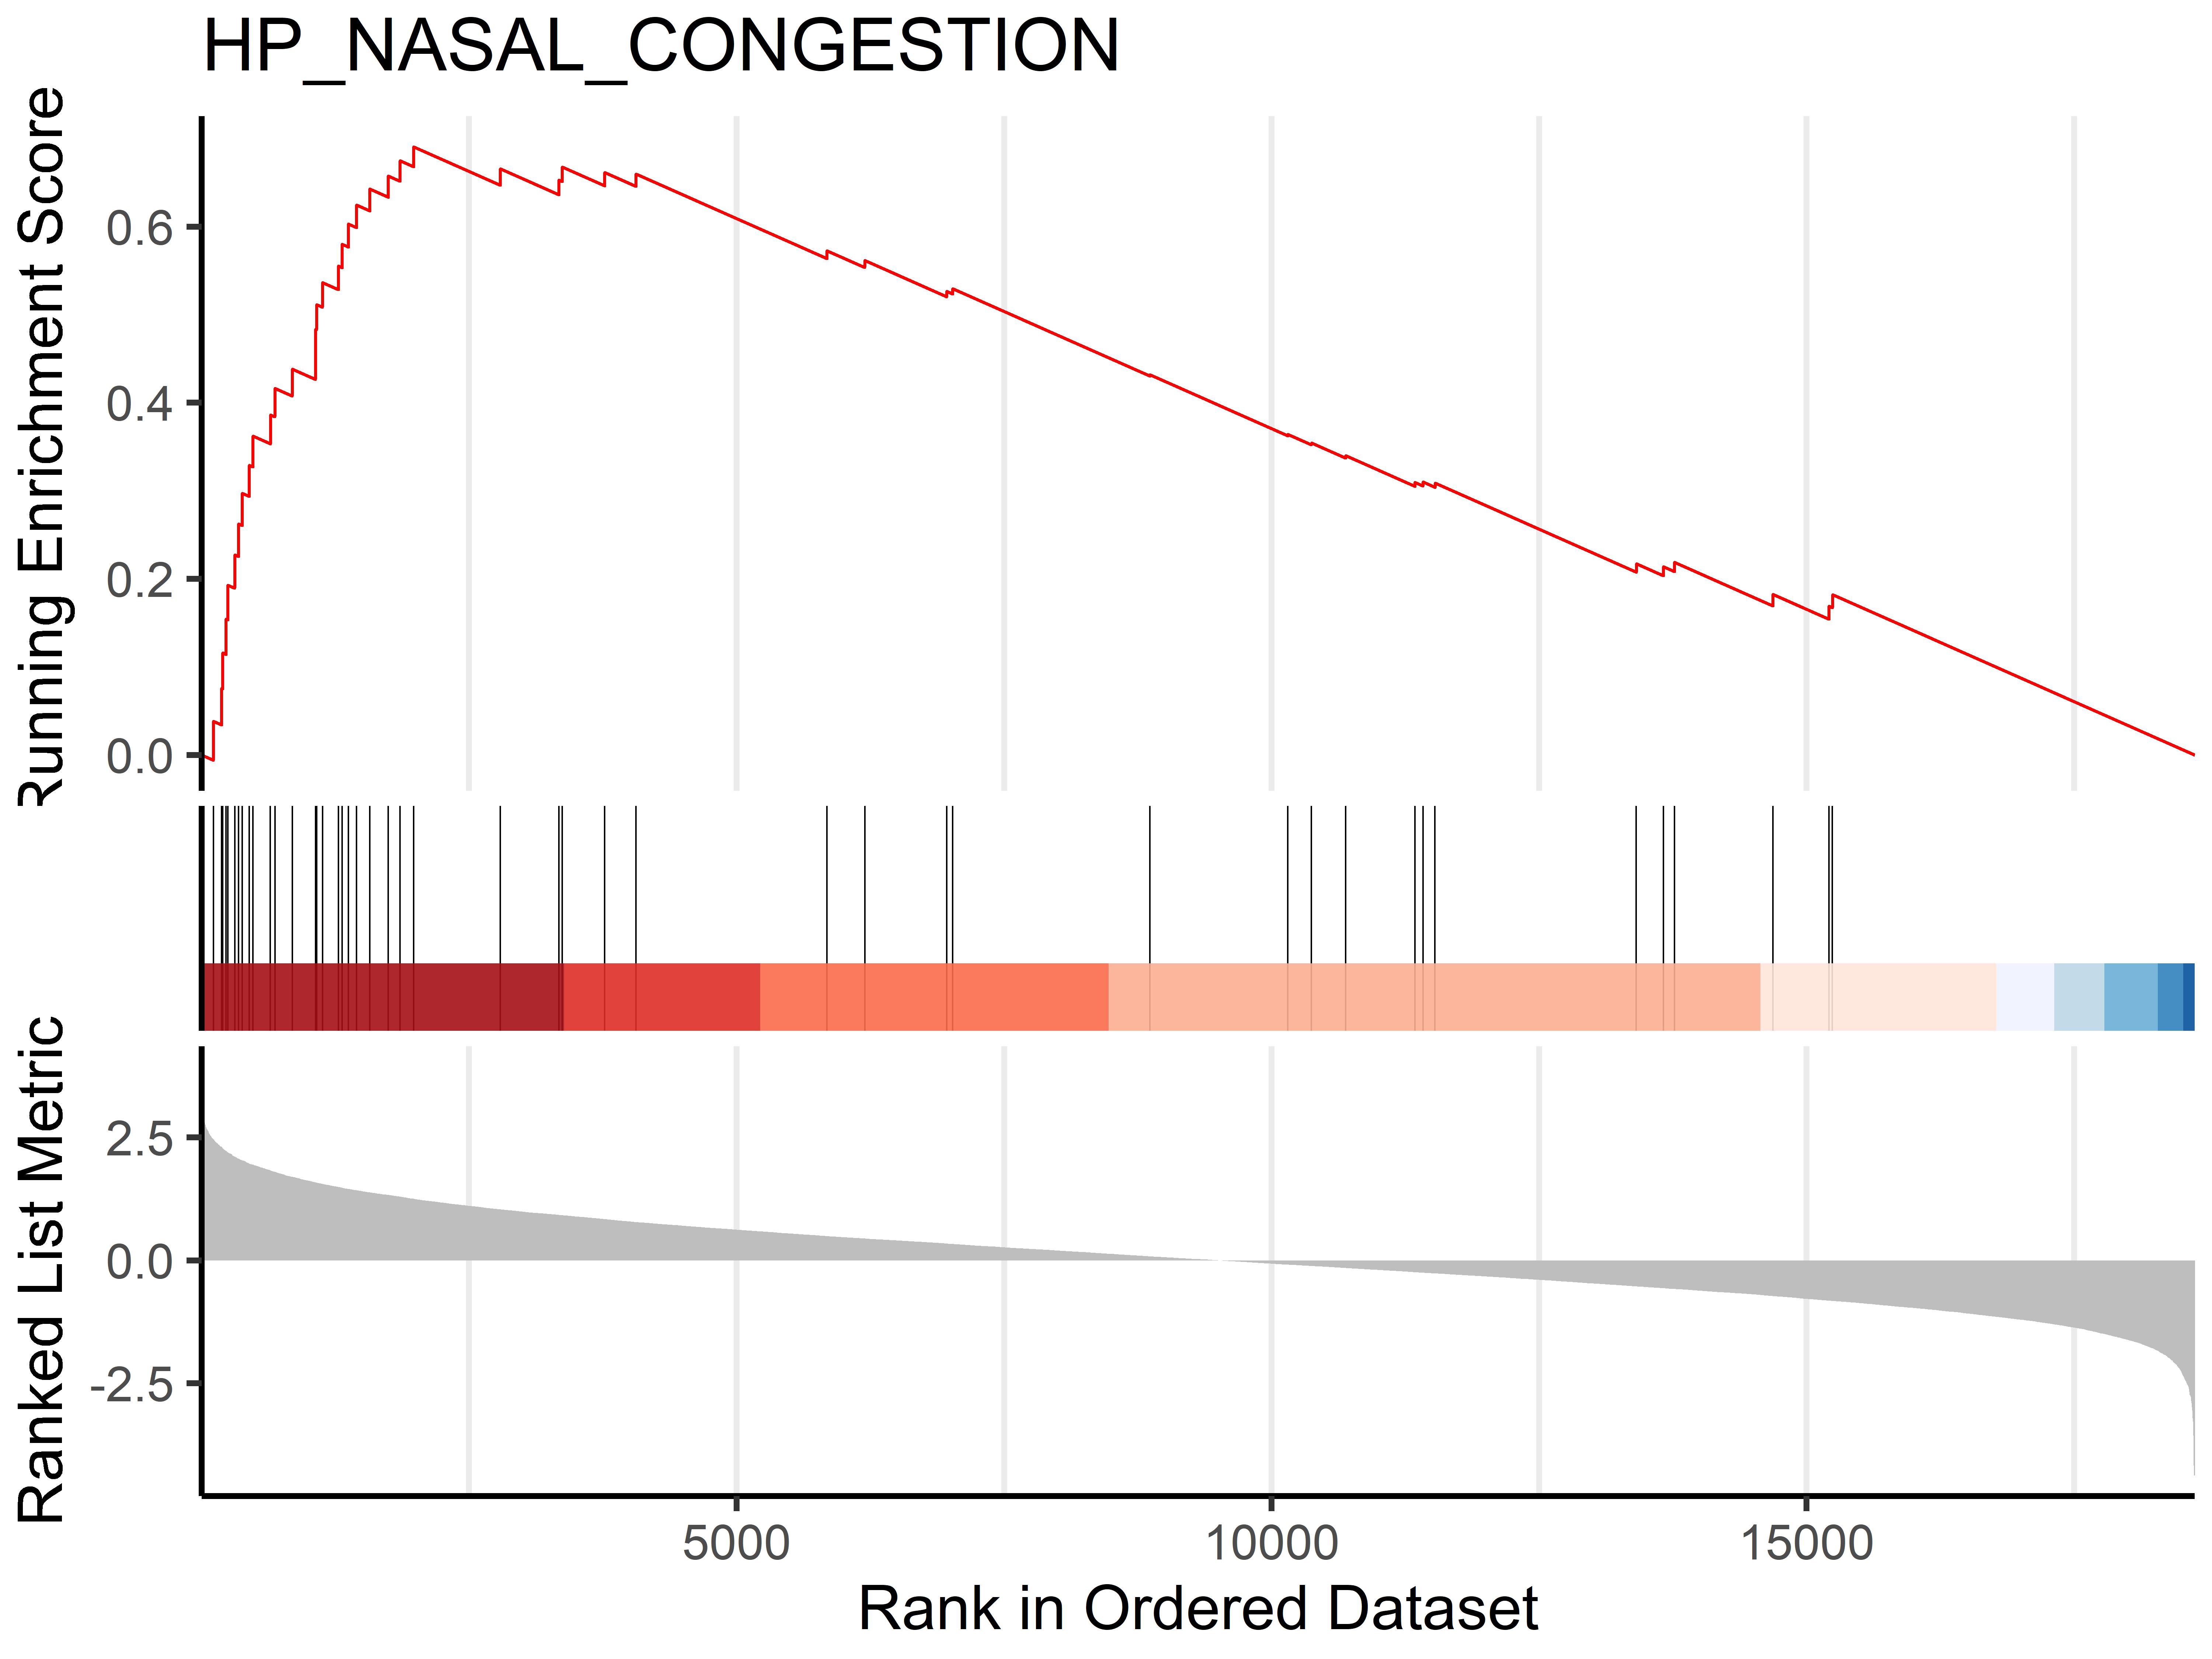 HP_NASAL_CONGESTION
Running Enrichment Score
0.6
0.4
0.2
0.0
Ranked List Metric
2.5
0.0
-2.5
5000
10000
15000
Rank in Ordered Dataset